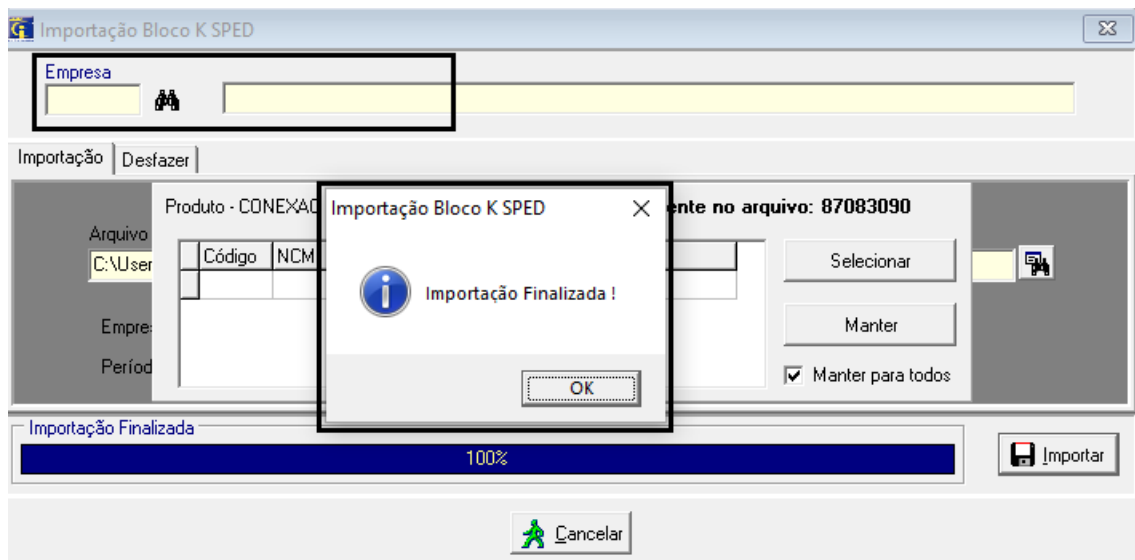 Importação Bloco K SPED
Empresa
Importação Desfazer
Produto - CONEXAO
ente no arquivo: 87083090
Importação Bloco K SPED
Arquivo
C:\User
Código NCM
Selecionar
Importação Finalizada !
Manter
Empre
Períod
Manter para todos
OK
Importação Finalizada
100%
Importar
Cancelar